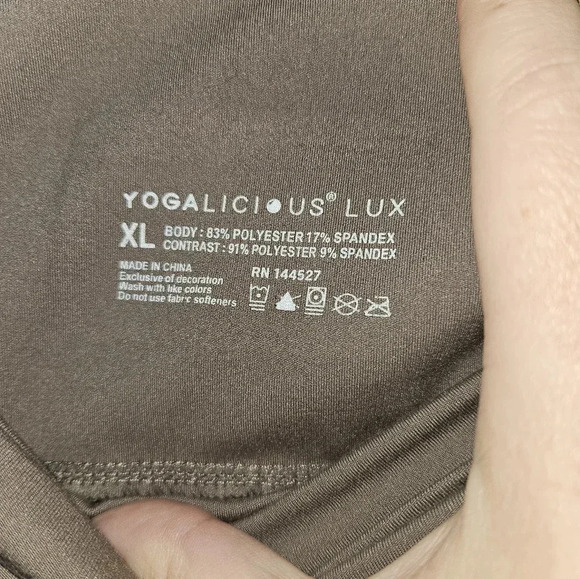 YOGALICIOUS® LUX
XL BODY : 83% POLYESTER 17% SPANDEX
CONTRAST : 91% POLYESTER 9% SPANDEX
MADE IN CHINA RN 144527
Exclusive of decoration
Wash with like colors
Do not use fabric softeners